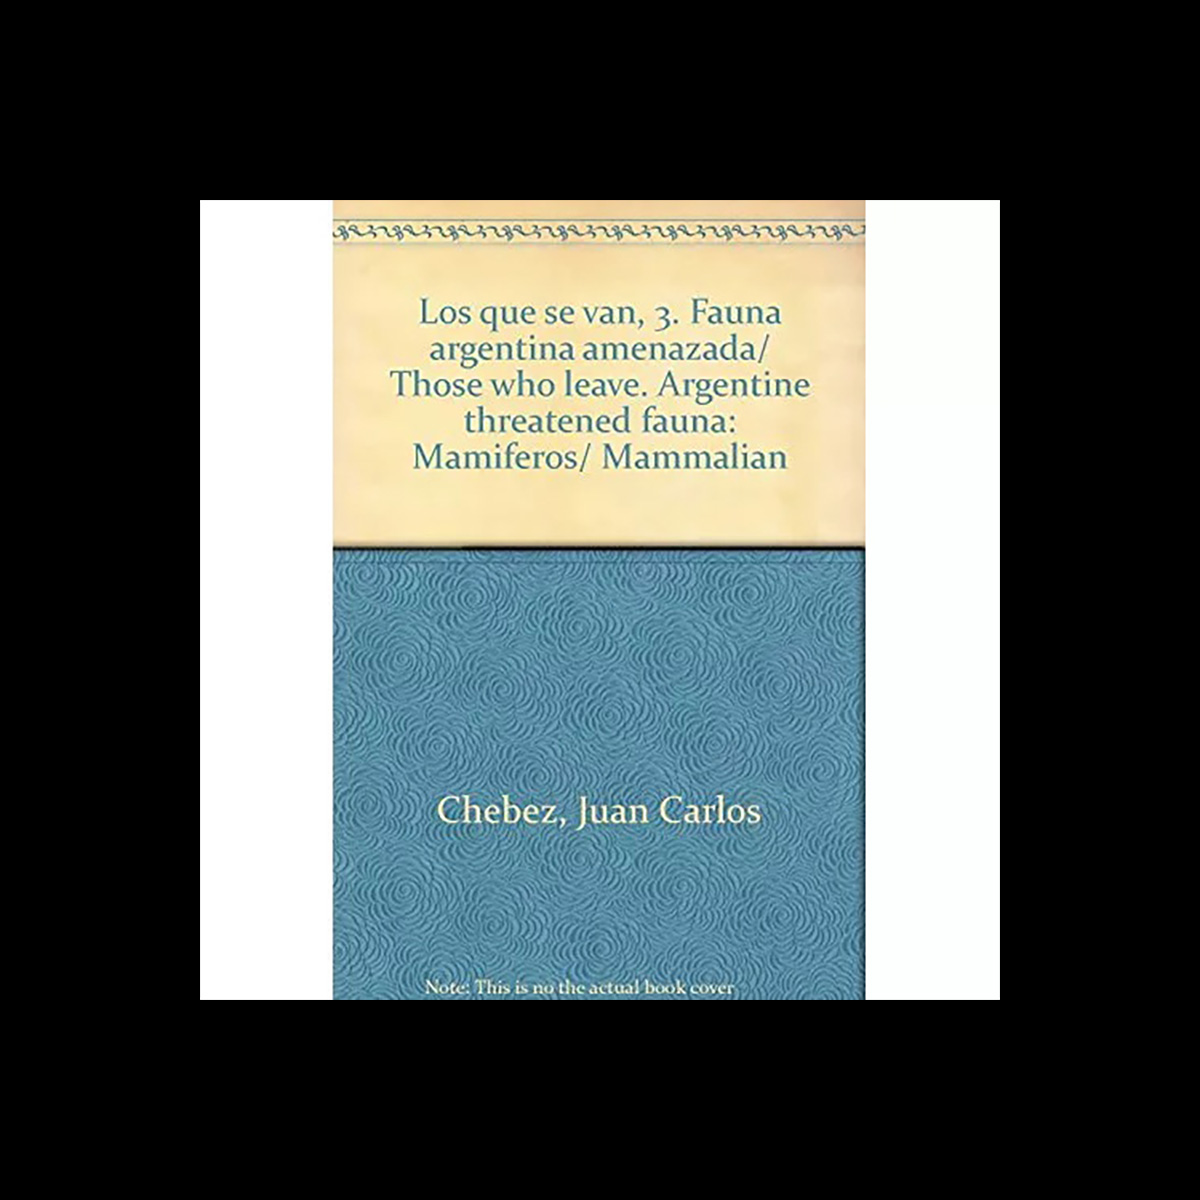 Los que se van, 3. Fauna
argentina amenazada/
Those who leave. Argentine
threatened fauna:
Mamiferos/ Mammalian
Chebez, Juan Carlos
Note: This is no the actual book cover